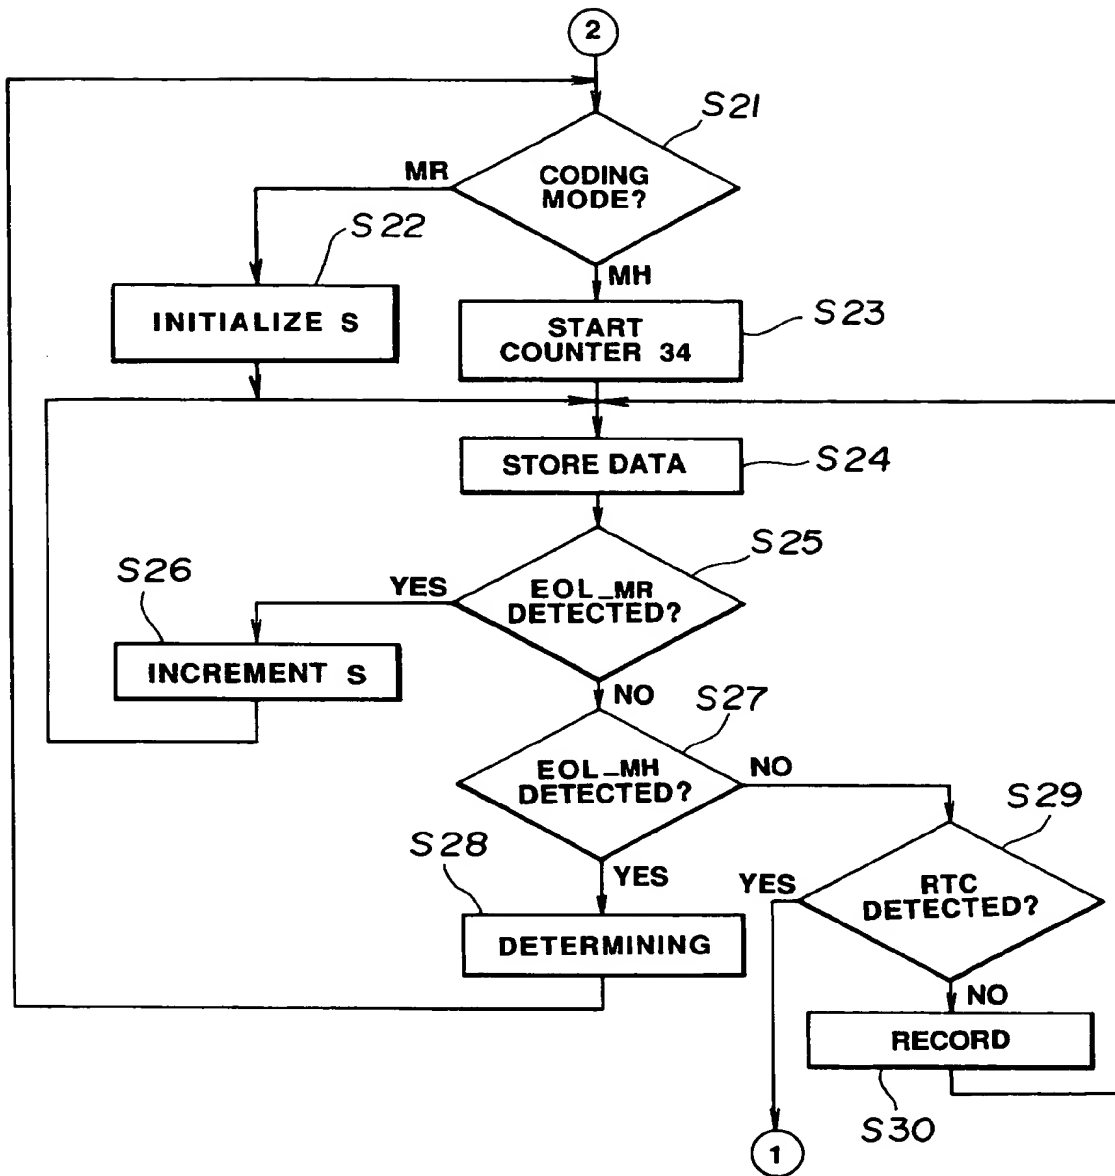 2
S21
MR
CODING
MODE?
S22
MH
INITIALIZE S
START
COUNTER 34
S23
STORE DATA
S24
S25
S26
YES
EOL_MR
DETECTED?
INCREMENT S
NO
S27
EOL_MH
DETECTED?
NO
S29
S28
YES
YES
RTC
DETECTED?
DETERMINING
NO
RECORD
S30
1